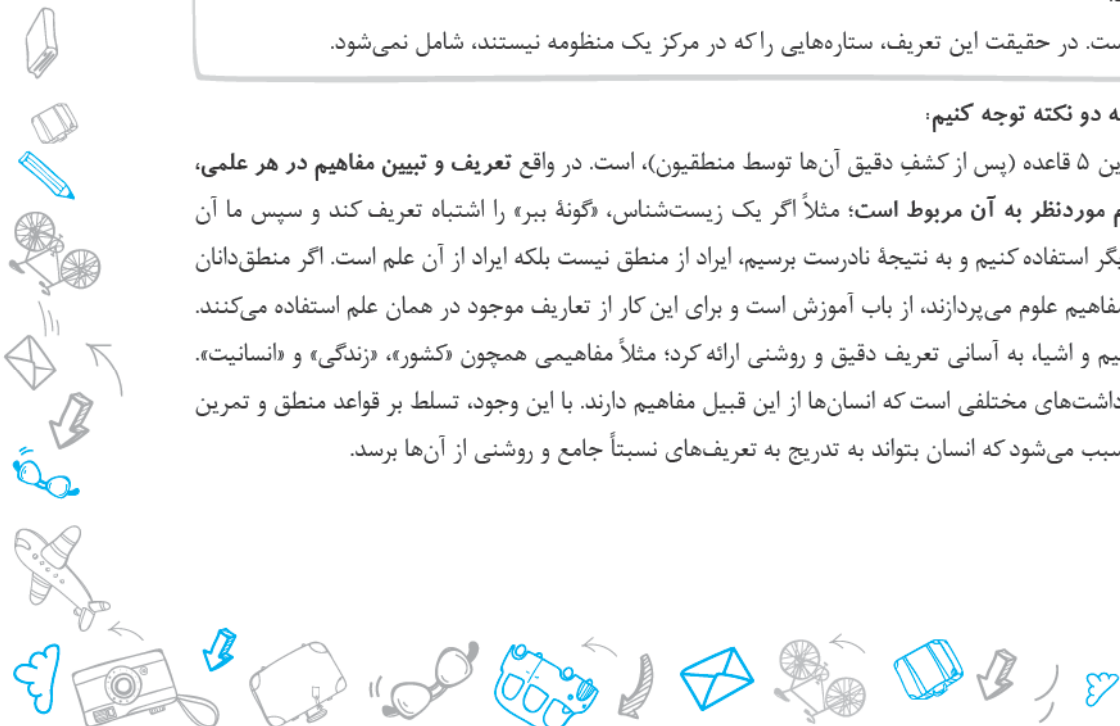 ست. در حقیقت این تعریف، ستاره‌هایی را که در مرکز یک منظومه نیستند، شامل نمی‌شود.
ه دو نکته توجه کنیم:
ین ۵ قاعده (پس از کشفِ دقیق آن‌ها توسط منطقیون)، است. در واقع تعریف و تبیین مفاهیم در هر علمی،
م موردنظر به آن مربوط است؛ مثلاً اگر یک زیست‌شناس، «گونهٔ ببر» را اشتباه تعریف کند و سپس ما آن
یگر استفاده کنیم و به نتیجهٔ نادرست برسیم، ایراد از منطق نیست بلکه ایراد از آن علم است. اگر منطق‌دانان
مفاهیم علوم می‌پردازند، از باب آموزش است و برای این کار از تعاریف موجود در همان علم استفاده می‌کنند.
یم و اشیا، به آسانی تعریف دقیق و روشنی ارائه کرد؛ مثلاً مفاهیمی همچون «کشور»، «زندگی» و «انسانیت».
داشت‌های مختلفی است که انسان‌ها از این قبیل مفاهیم دارند. با این وجود، تسلط بر قواعد منطق و تمرین
سبب می‌شود که انسان بتواند به تدریج به تعریف‌های نسبتاً جامع و روشنی از آن‌ها برسد.